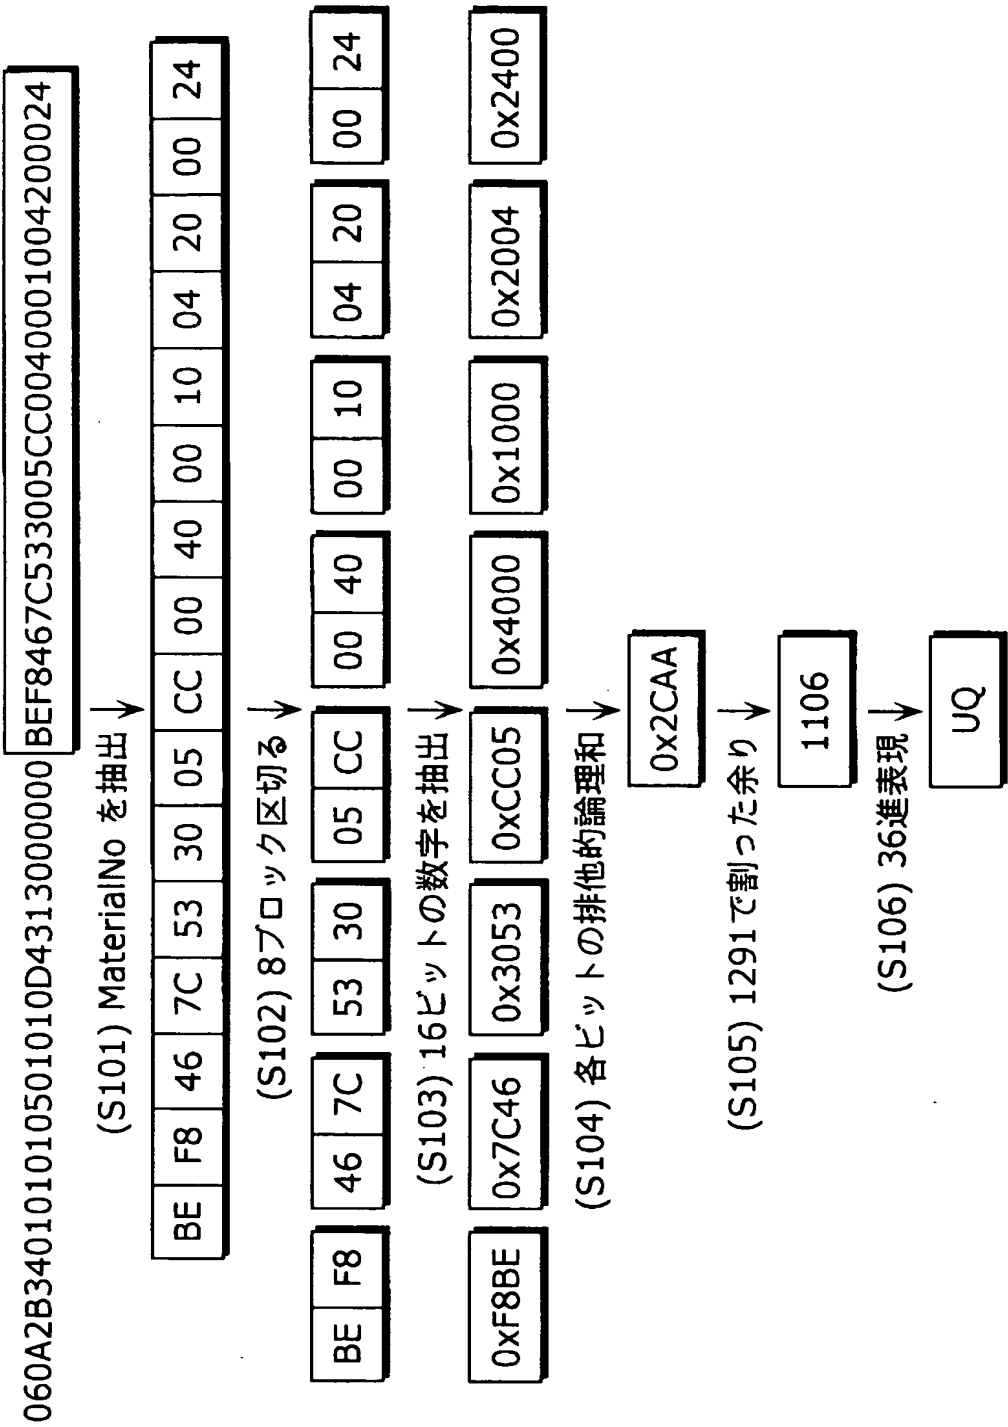 060A2B340101010501010D4313000000 BEF8467C533005CC0040001004200024
(S101) MaterialNo を抽出
BE F8 46 7C 53 30 05 CC 00 40 00 10 04 20 00 24
(S102) 8ブロック区切る
BE F8 46 7C 53 30 05 CC 00 40 00 10 04 20 00 24
(S103) 16ビットの数字を抽出
0xF8BE 0x7C46 0x3053 0xCC05 0x4000 0x1000 0x2004 0x2400
(S104) 各ビットの排他的論理和
0x2CAA
(S105) 1291で割った余り
1106
(S106) 36進表現
UQ